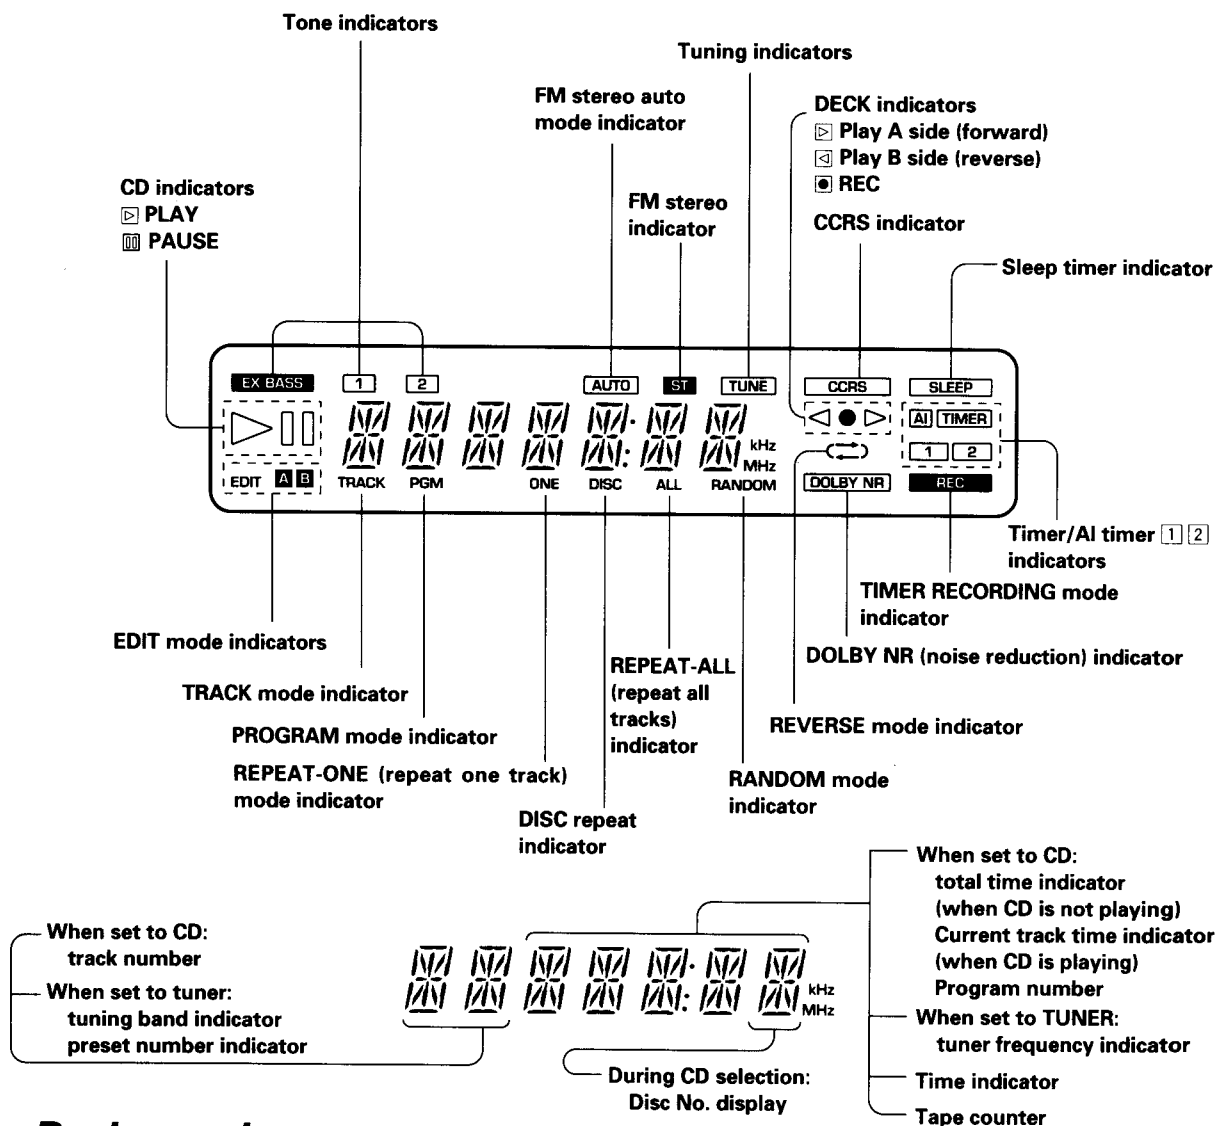 Tone indicators
Tuning indicators
FM stereo auto
mode indicator
DECK indicators
Play A side (forward)
Play B side (reverse)
REC
CD indicators
PLAY
PAUSE
FM stereo
indicator
CCRS indicator
Sleep timer indicator
EX BASS 1 2 AUTO ST TUNE CCRS SLEEP
AI TIMER
kHz
MHz
1 2
EDIT A B TRACK PGM ONE DISC ALL RANDOM DOLBY NR REC
Timer/AI timer 1 2
indicators
TIMER RECORDING mode
indicator
EDIT mode indicators
DOLBY NR (noise reduction) indicator
REPEAT-ALL
(repeat all
tracks)
indicator
TRACK mode indicator
REVERSE mode indicator
PROGRAM mode indicator
REPEAT-ONE (repeat one track)
mode indicator
RANDOM mode
indicator
DISC repeat
indicator
When set to CD:
total time indicator
(when CD is not playing)
Current track time indicator
(when CD is playing)
Program number
When set to TUNER:
tuner frequency indicator
Time indicator
Tape counter
When set to CD:
track number
When set to tuner:
tuning band indicator
preset number indicator
kHz
MHz
During CD selection:
Disc No. display